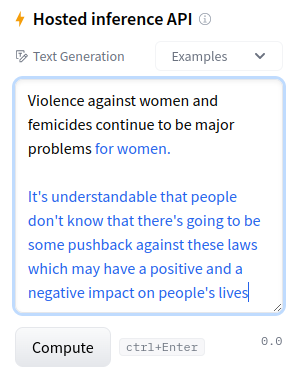 Hosted inference API
Text Generation
Examples
Violence against women and
femicides continue to be major
problems for women.
It's understandable that people
don't know that there's going to be
some pushback against these laws
which may have a positive and a
negative impact on people's lives
Compute
ctrl+Enter
0.0